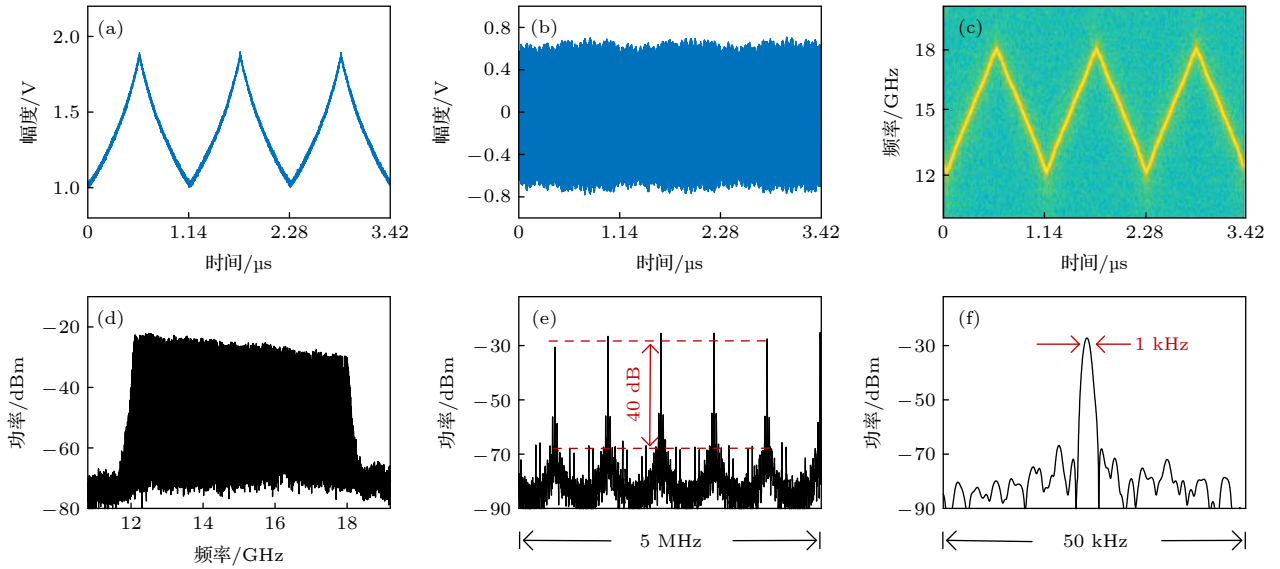 (a)
2.0
1.5
1.0
幅度/V
0
1.14
2.28
3.42
时间/µs
(b)
0.8
0.4
0
−0.4
−0.8
幅度/V
0
1.14
2.28
3.42
时间/µs
(c)
18
15
12
频率/GHz
0
1.14
2.28
3.42
时间/µs
(d)
−20
−40
−60
−80
功率/dBm
12
14
16
18
频率/GHz
(e)
−30
−50
−70
−90
功率/dBm
40 dB
5 MHz
(f)
−30
−50
−70
−90
功率/dBm
1 kHz
50 kHz